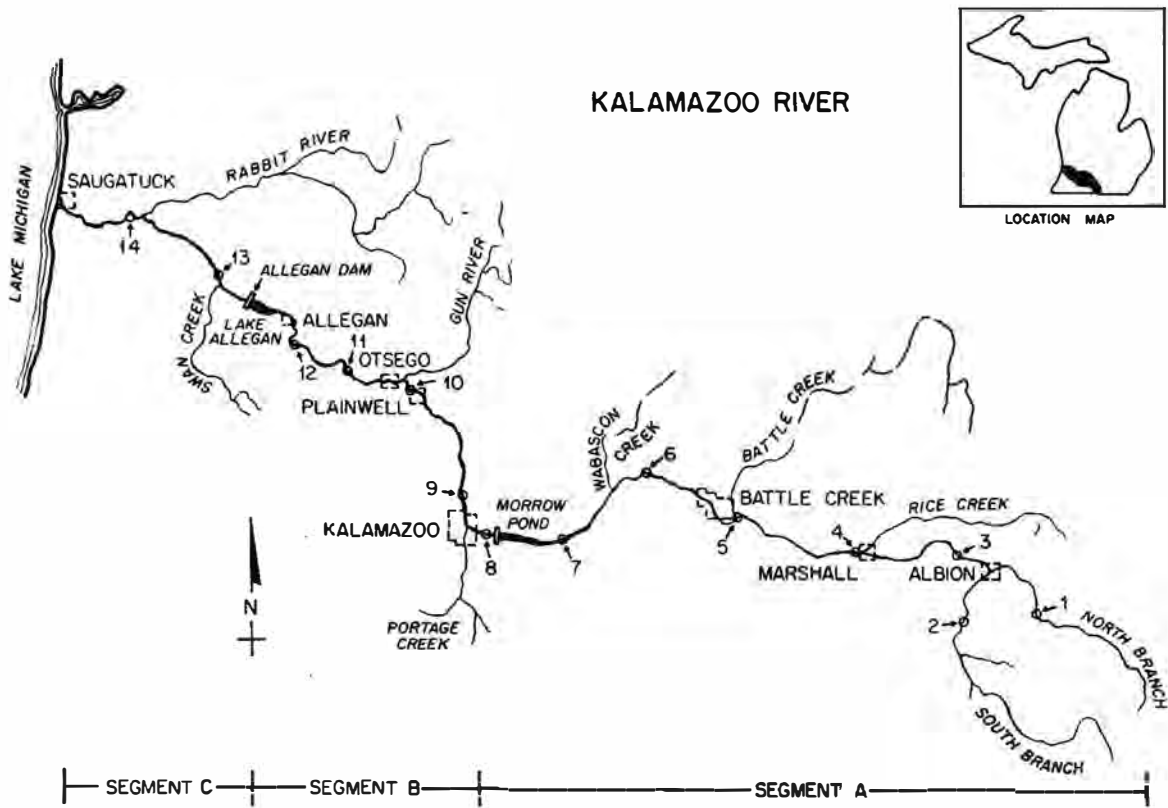 KALAMAZOO RIVER
LOCATION MAP
LAKE MICHIGAN
SAUGATUCK
RABBIT RIVER
14
13
ALLEGAN DAM
GUN RIVER
SWAN CREEK
LAKE
ALLEGAN
ALLEGAN
12
11
OTSEGO
10
PLAINWELL
WABASCON
CREEK
6
BATTLE CREEK
9
MORROW
POND
BATTLE CREEK
RICE CREEK
KALAMAZOO
8
7
5
4
3
MARSHALL
ALBION
N
PORTAGE
CREEK
2
1
NORTH BRANCH
SOUTH BRANCH
SEGMENT C
SEGMENT B
SEGMENT A